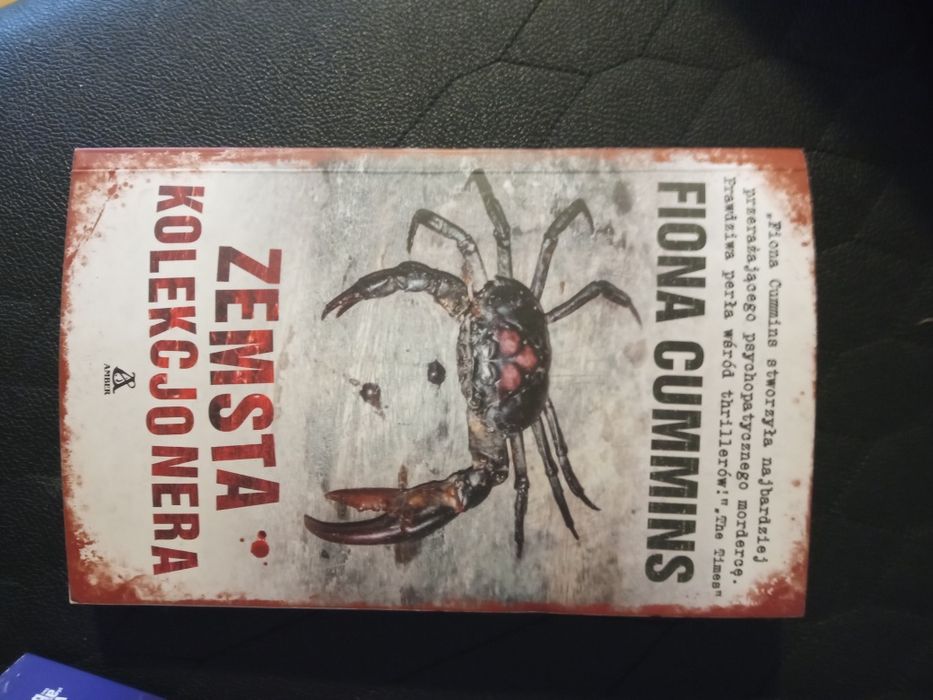 „Fiona Cummins stworzyła najbardziej
przerażającego psychopatycznego mordercę.
Prawdziwa perła wśród thrillerów!” „The Times”
FIONA CUMMINS
ZEMSTA
KOLEKCJONERA
AMBER